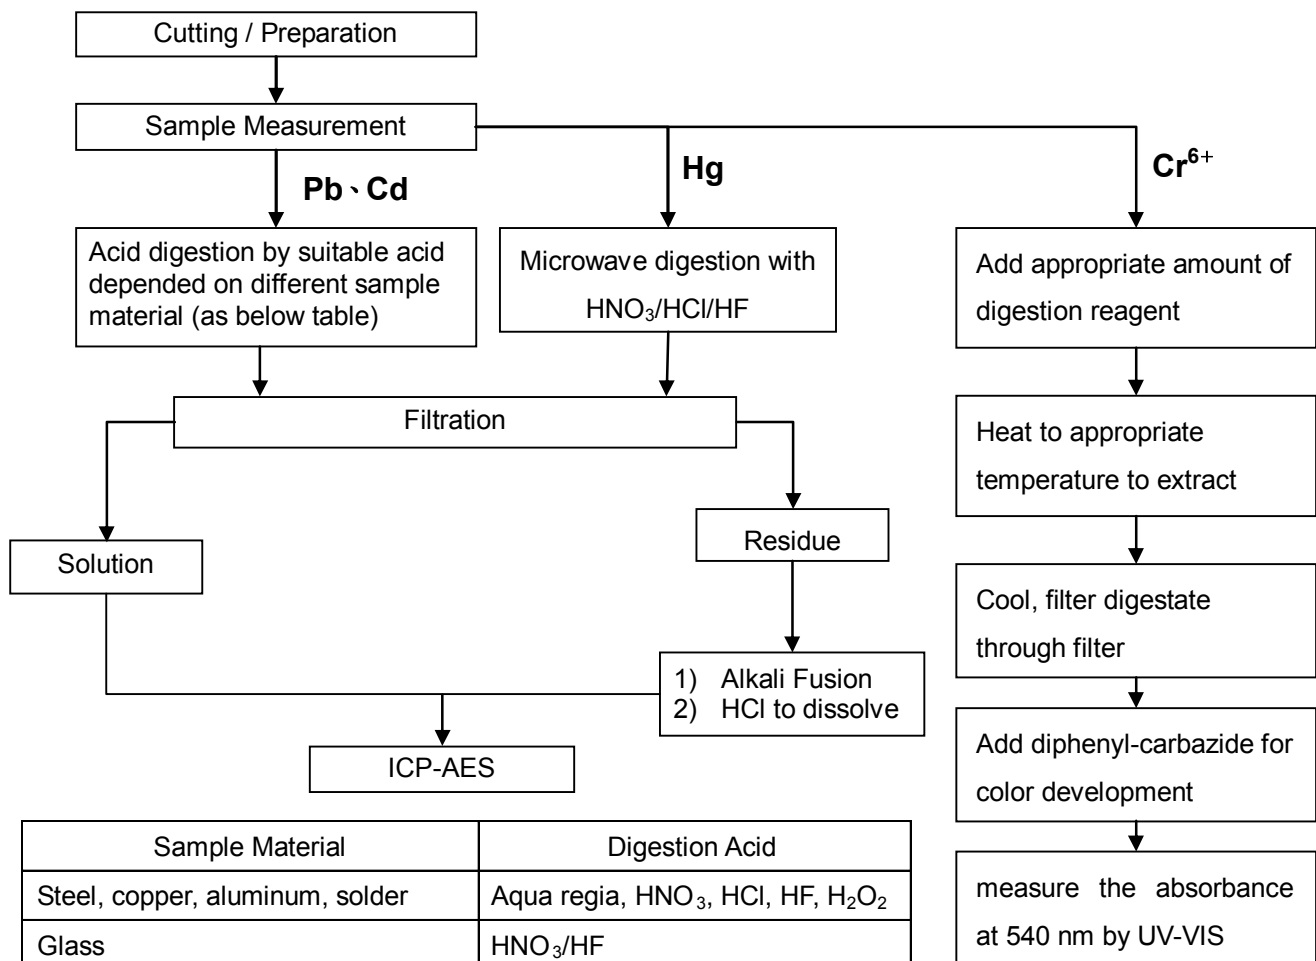 Cutting / Preparation
Sample Measurement
Pb、Cd
Hg
Cr⁶⁺
Acid digestion by suitable acid
depended on different sample
material (as below table)
Microwave digestion with
HNO₃/HCl/HF
Add appropriate amount of
digestion reagent
Filtration
Heat to appropriate
temperature to extract
Solution
Residue
Cool, filter digestate
through filter
1) Alkali Fusion
2) HCl to dissolve
ICP-AES
Add diphenyl-carbazide for
color development
measure the absorbance
at 540 nm by UV-VIS
Sample Material Digestion Acid
Steel, copper, aluminum, solder Aqua regia, HNO₃, HCl, HF, H₂O₂
Glass HNO₃/HF